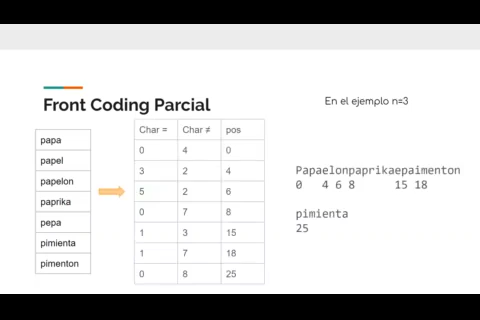 En el ejemplo n=3
Front Coding Parcial
papa
papel
papelon
paprika
pepa
pimienta
pimenton
Char = Char ≠ pos
0 4 0
3 2 4
5 2 6
0 7 8
1 3 15
1 7 18
0 8 25
Papaelonpaprikaepaimenton
0 4 6 8 15 18
pimienta
25